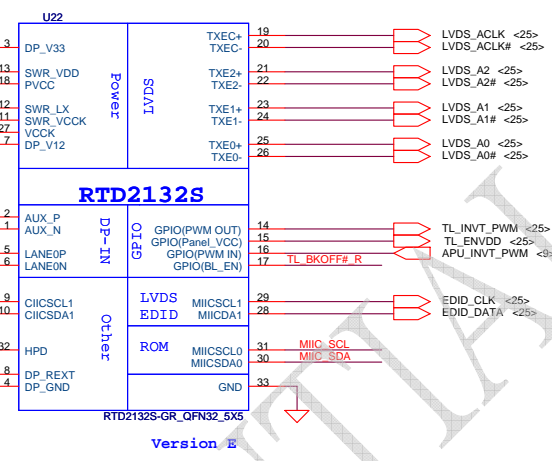 U22
3 DP_V33
13 SWR_VDD
18 PVCC
12 SWR_LX
11 SWR_VCCK
27 VCCK
7 DP_V12
Power
LVDS
TXEC+ 19 LVDS_ACLK <25>
TXEC- 20 LVDS_ACLK# <25>
TXE2+ 21 LVDS_A2 <25>
TXE2- 22 LVDS_A2# <25>
TXE1+ 23 LVDS_A1 <25>
TXE1- 24 LVDS_A1# <25>
TXE0+ 25 LVDS_A0 <25>
TXE0- 26 LVDS_A0# <25>
RTD2132S
2 AUX_P
1 AUX_N
5 LANE0P
6 LANE0N
DP-IN
GPIO
GPIO(PWM OUT) 14 TL_INVT_PWM <25>
GPIO(Panel_VCC) 15 TL_ENVDD <25>
GPIO(PWM IN) 16 APU_INVT_PWM <9>
GPIO(BL_EN) 17 TL_BKOFF#_R
9 CIICSCL1
10 CIICSDA1
Other
LVDS
EDID
MIICSCL1 29 EDID_CLK <25>
MIICDA1 28 EDID_DATA <25>
32 HPD
ROM
MIICSCL0 31 MIIC_SCL
MIICSDA0 30 MIIC_SDA
8 DP_REXT
4 DP_GND
GND 33
RTD2132S-GR_QFN32_5X5
Version E